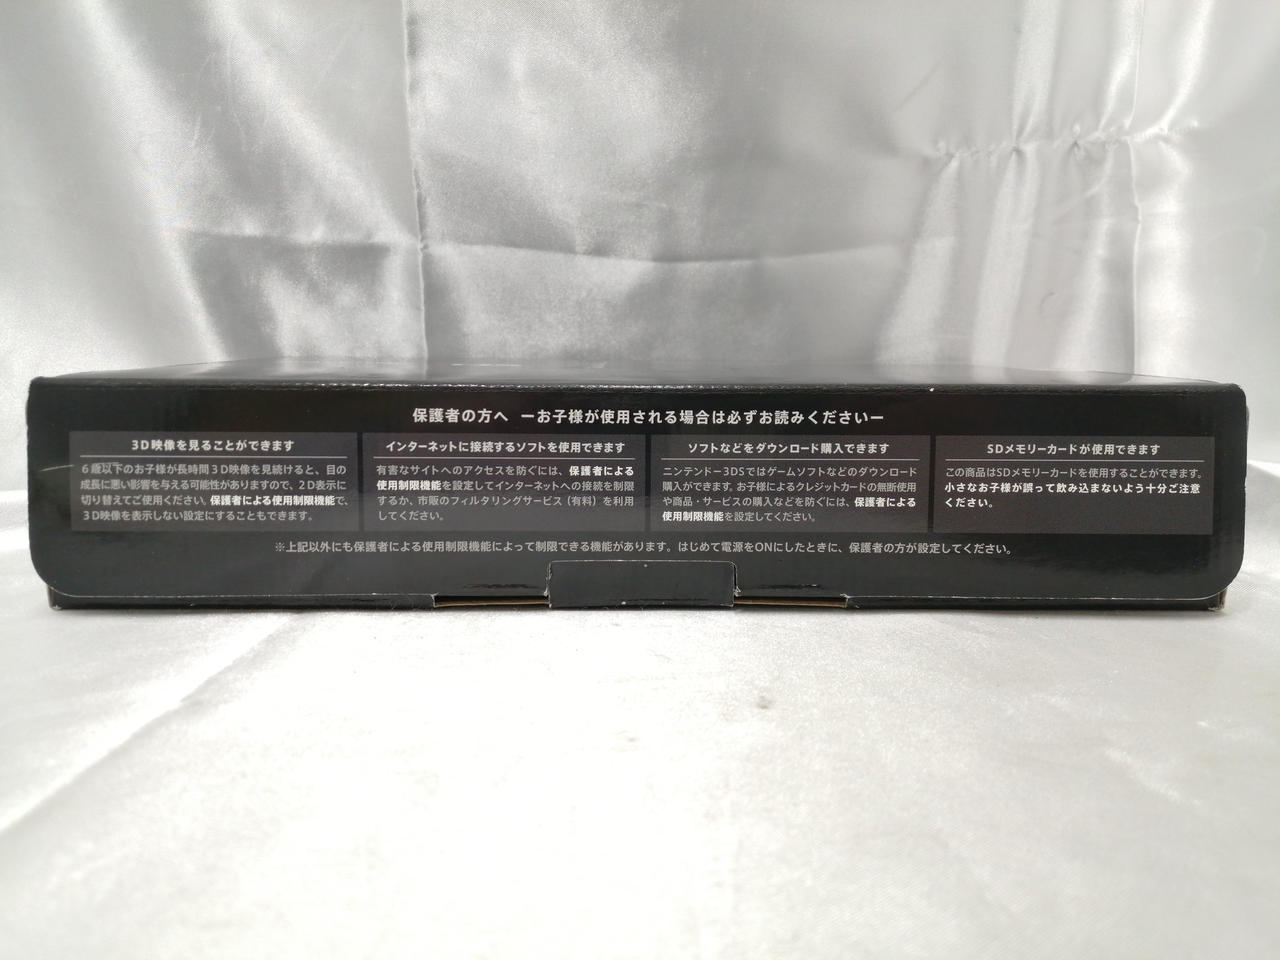 保護者の方へ ーお子様が使用される場合は必ずお読みくださいー
3D映像を見ることができます
6歳以下のお子様が長時間3D映像を見続けると、目の
成長に悪い影響を与える可能性がありますので、2D表示に
切り替えてご使用ください。保護者による使用制限機能で、
3D映像を表示しない設定にすることもできます。
インターネットに接続するソフトを使用できます
有害なサイトへのアクセスを防ぐには、保護者による
使用制限機能を設定してインターネットへの接続を制限
するか、市販のフィルタリングサービス（有料）を利用
してください。
ソフトなどをダウンロード購入できます
ニンテンドー3DSではゲームソフトなどのダウンロード
購入ができます。お子様によるクレジットカードの無断使用
や商品・サービスの購入などを防ぐには、保護者による
使用制限機能を設定してください。
SDメモリーカードが使用できます
この商品はSDメモリーカードを使用することができます。
小さなお子様が誤って飲み込まないよう十分ご注意
ください。
※上記以外にも保護者による使用制限機能によって制限できる機能があります。はじめて電源をONにしたときに、保護者の方が設定してください。